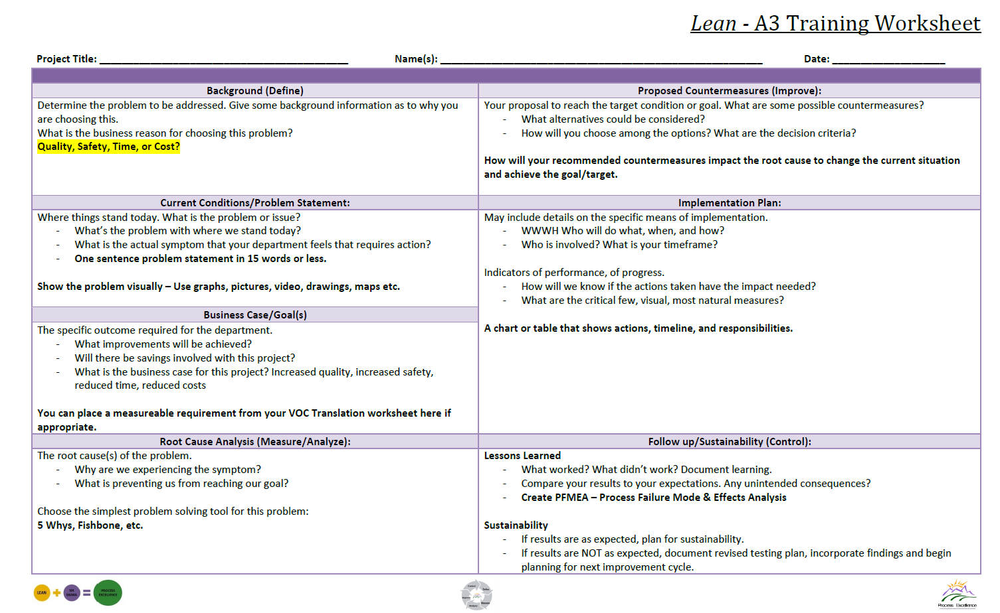 Lean - A3 Training Worksheet
Project Title: ____________________________________________ Name(s): _________________________________________________________ Date: ____________________
Background (Define)
Determine the problem to be addressed. Give some background information as to why you
are choosing this.
What is the business reason for choosing this problem?
Quality, Safety, Time, or Cost?
Current Conditions/Problem Statement:
Where things stand today. What is the problem or issue?
- What's the problem with where we stand today?
- What is the actual symptom that your department feels that requires action?
- One sentence problem statement in 15 words or less.
Show the problem visually – Use graphs, pictures, video, drawings, maps etc.
Business Case/Goal(s)
The specific outcome required for the department.
- What improvements will be achieved?
- Will there be savings involved with this project?
- What is the business case for this project? Increased quality, increased safety,
reduced time, reduced costs
You can place a measureable requirement from your VOC Translation worksheet here if
appropriate.
Root Cause Analysis (Measure/Analyze):
The root cause(s) of the problem.
- Why are we experiencing the symptom?
- What is preventing us from reaching our goal?
Choose the simplest problem solving tool for this problem:
5 Whys, Fishbone, etc.
Proposed Countermeasures (Improve):
Your proposal to reach the target condition or goal. What are some possible countermeasures?
- What alternatives could be considered?
- How will you choose among the options? What are the decision criteria?
How will your recommended countermeasures impact the root cause to change the current situation
and achieve the goal/target.
Implementation Plan:
May include details on the specific means of implementation.
- WWWH Who will do what, when, and how?
- Who is involved? What is your timeframe?
Indicators of performance, of progress.
- How will we know if the actions taken have the impact needed?
- What are the critical few, visual, most natural measures?
A chart or table that shows actions, timeline, and responsibilities.
Follow up/Sustainability (Control):
Lessons Learned
- What worked? What didn't work? Document learning.
- Compare your results to your expectations. Any unintended consequences?
- Create PFMEA – Process Failure Mode & Effects Analysis
Sustainability
- If results are as expected, plan for sustainability.
- If results are NOT as expected, document revised testing plan, incorporate findings and begin
planning for next improvement cycle.
LEAN + SIX SIGMA = PROCESS EXCELLENCE
Control
Define
Measure
Analyze
Process Excellence